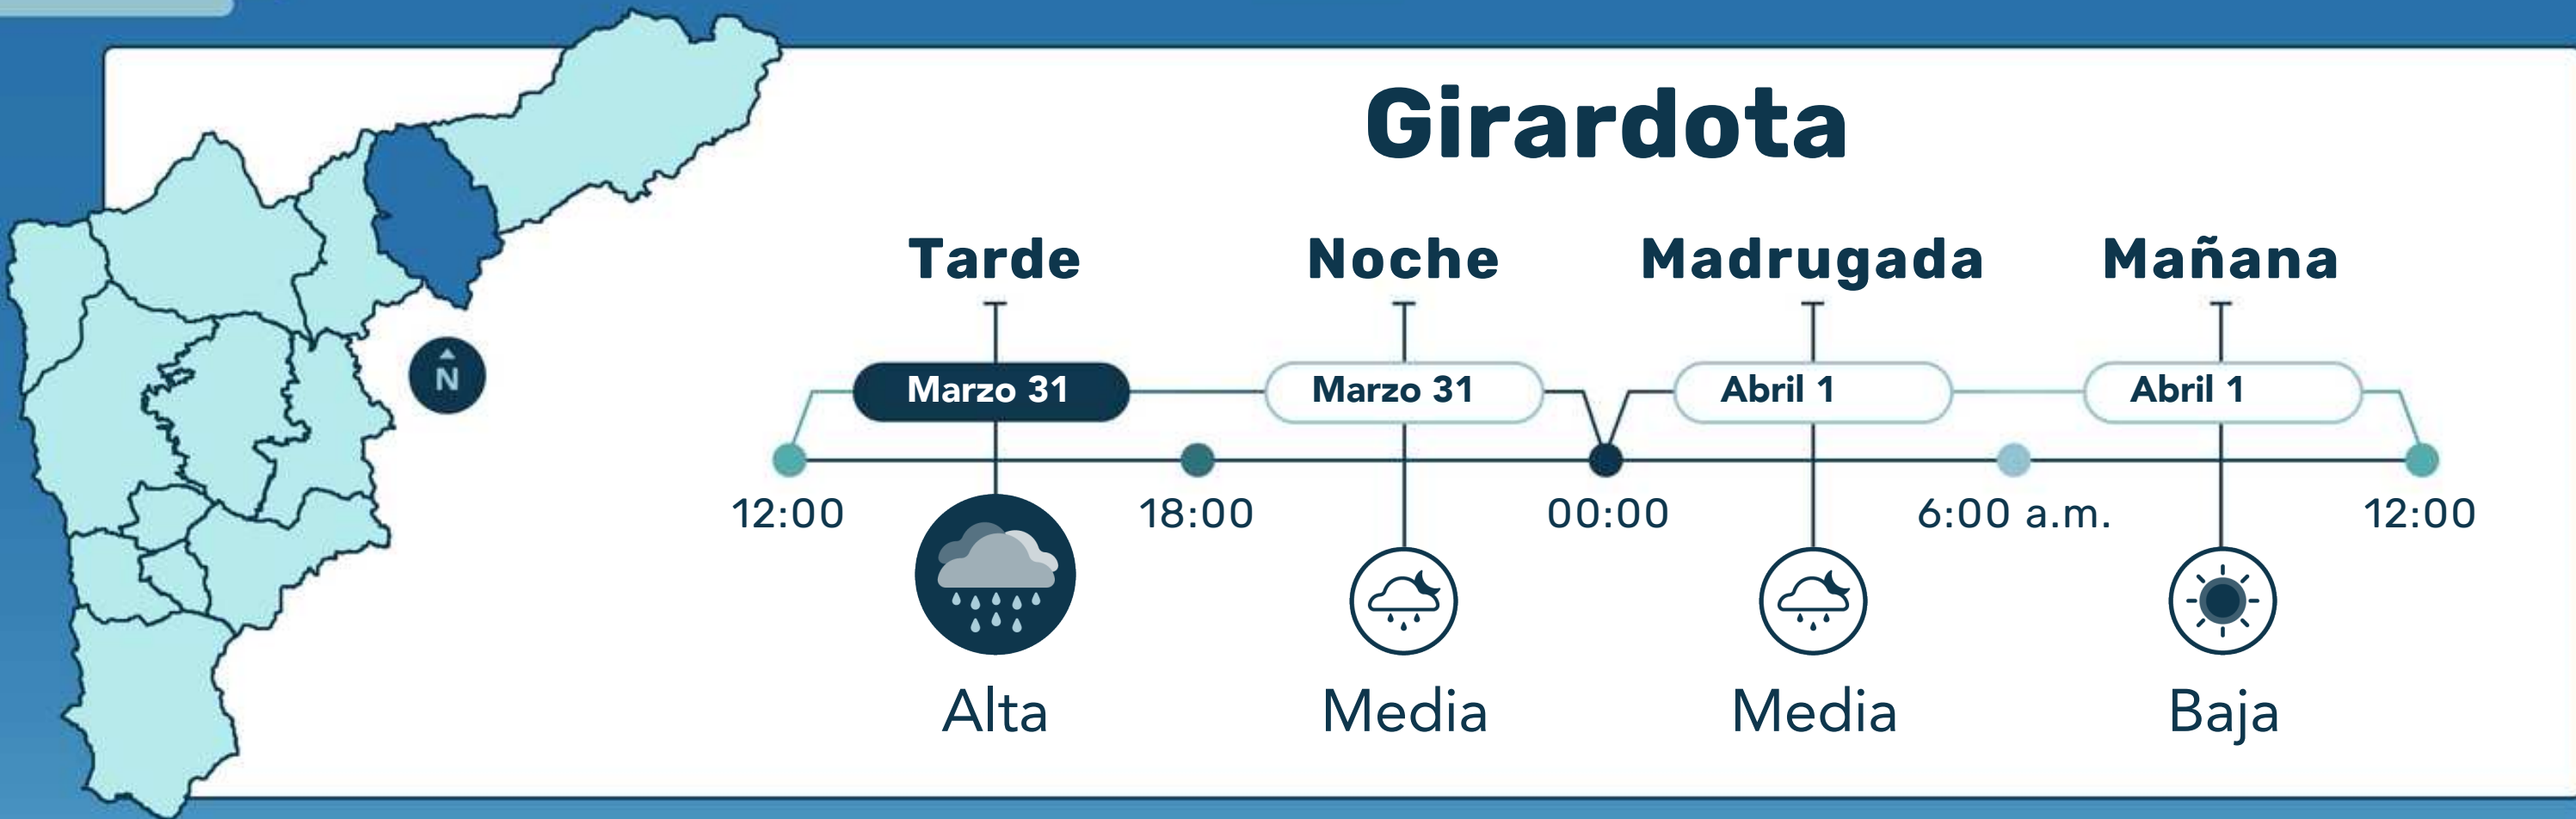 Girardota
Tarde Noche Madrugada Mañana
Marzo 31 Marzo 31 Abril 1 Abril 1
N
12:00 18:00 00:00 6:00 a.m. 12:00
Alta Media Media Baja